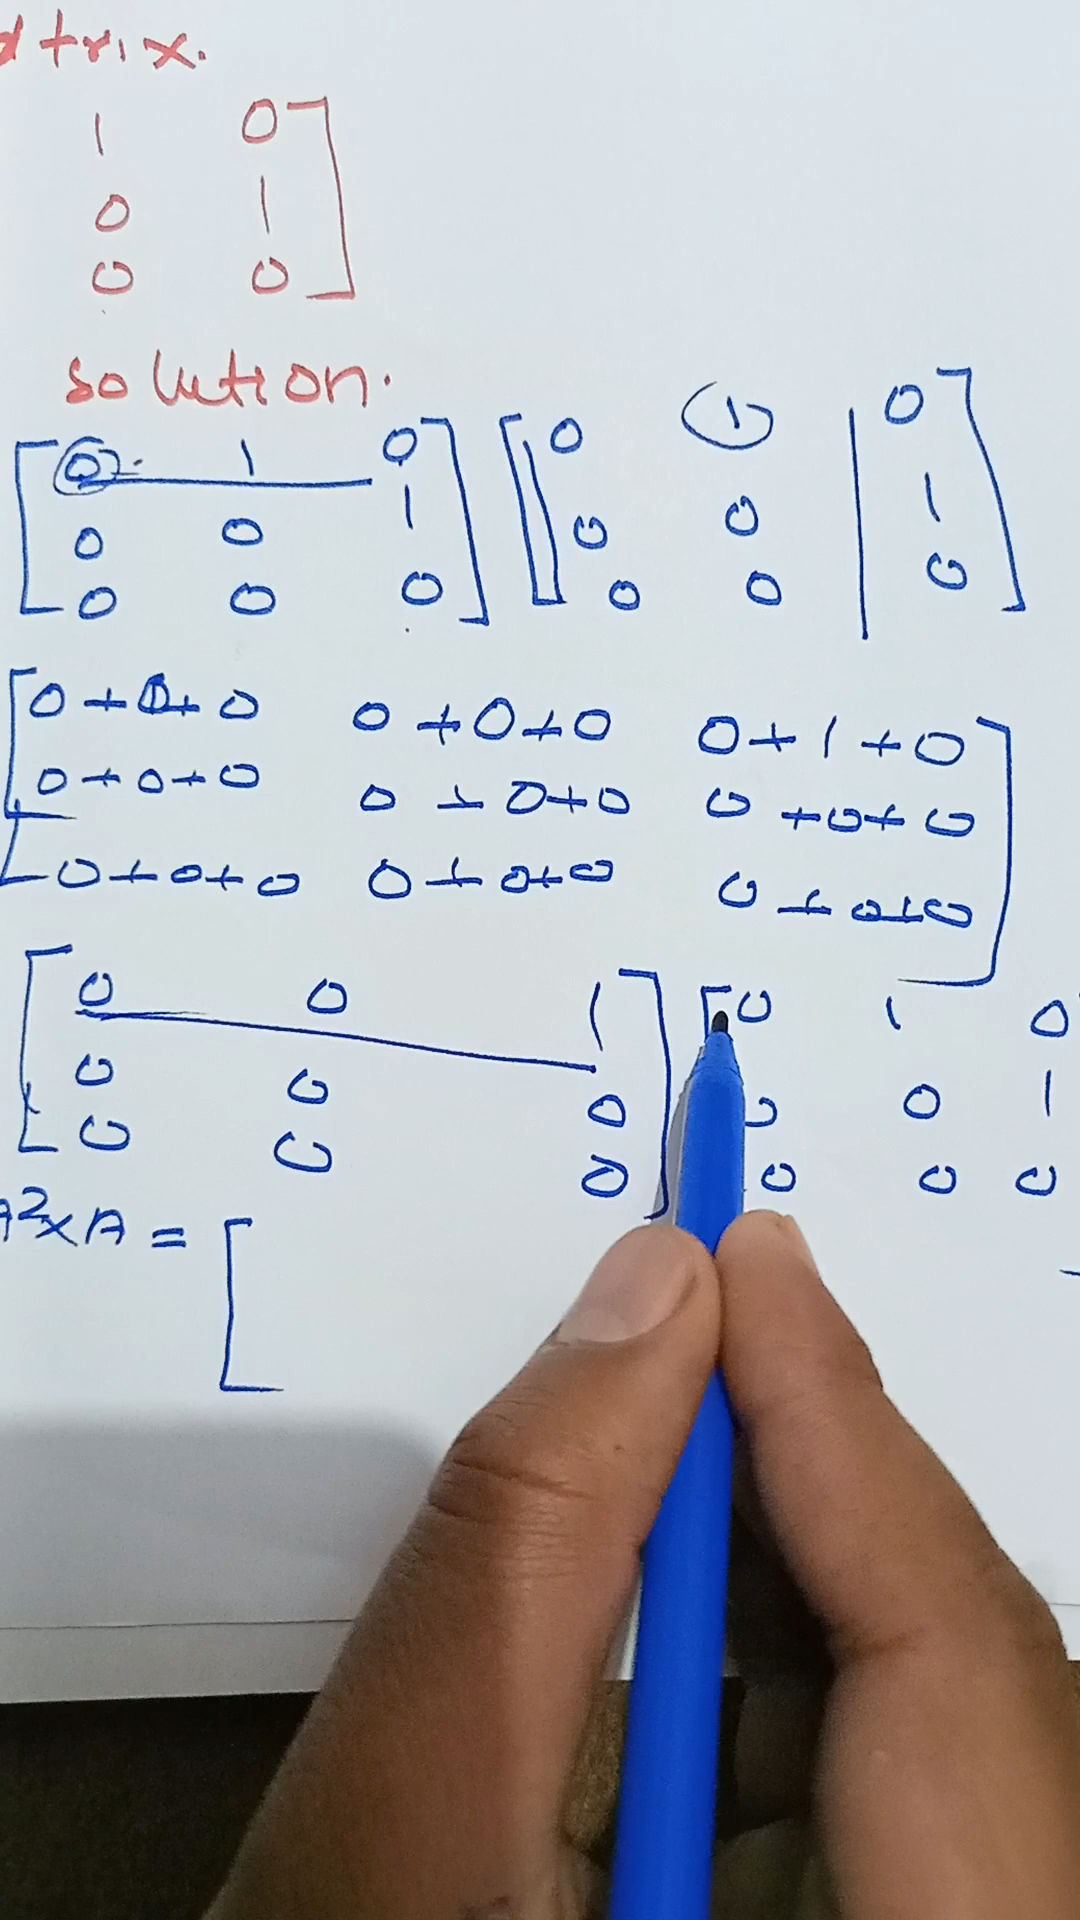 trix.
1 0
0 1
0 0
solution.
0 1 0 0 1 0
0 0 1 0 0 1
0 0 0 0 0 0
0+0+0 0+0+0 0+1+0
0+0+0 0+0+0 0+0+0
0+0+0 0+0+0 0+0+0
0 0 1 0 1 0
0 0 0 0 0 1
0 0 0 0 0 0
A²×A =